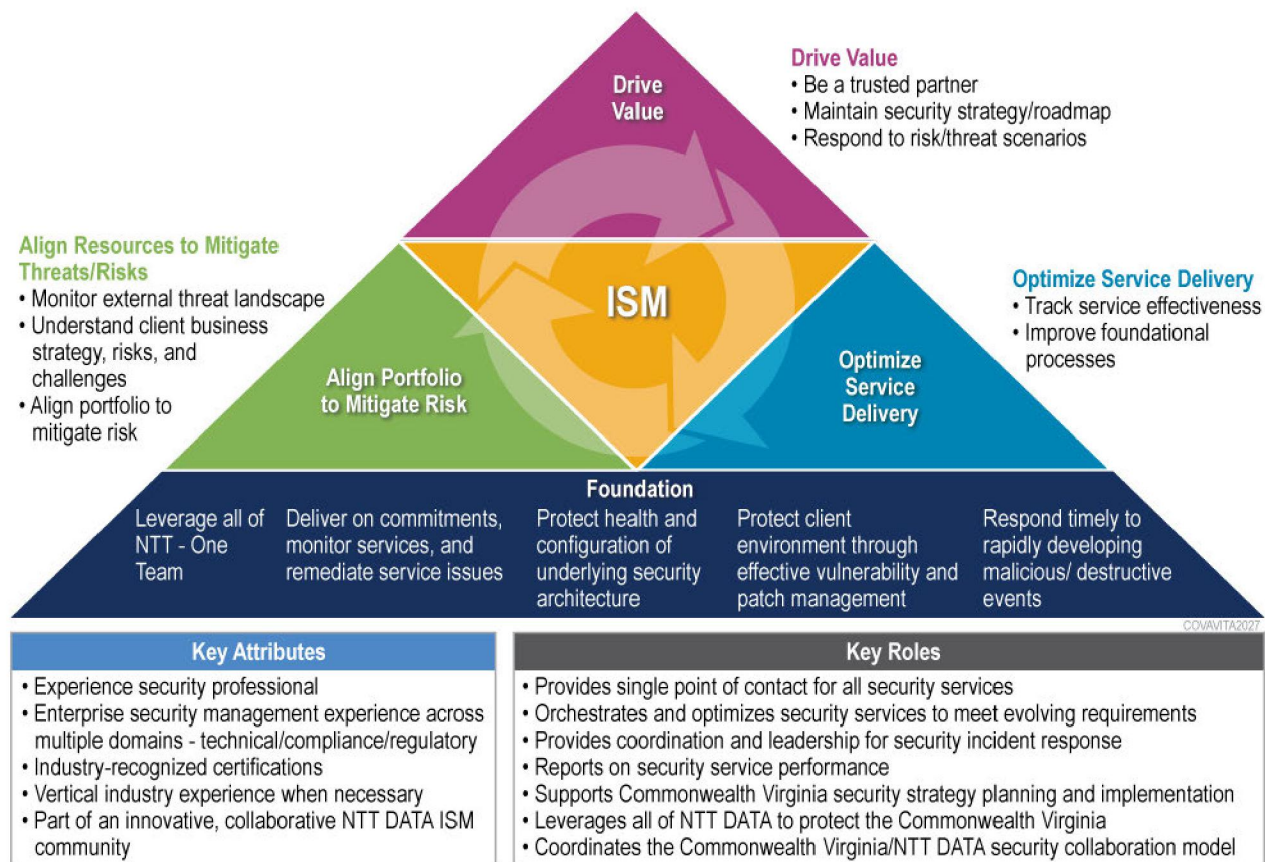 Drive
Value
Drive Value
• Be a trusted partner
• Maintain security strategy/roadmap
• Respond to risk/threat scenarios
Align Resources to Mitigate
Threats/Risks
• Monitor external threat landscape
• Understand client business
strategy, risks, and
challenges
• Align portfolio to
mitigate risk
ISM
Align Portfolio
to Mitigate Risk
Optimize
Service
Delivery
Optimize Service Delivery
• Track service effectiveness
• Improve foundational
processes
Foundation
Leverage all of
NTT - One
Team
Deliver on commitments,
monitor services, and
remediate service issues
Protect health and
configuration of
underlying security
architecture
Protect client
environment through
effective vulnerability and
patch management
Respond timely to
rapidly developing
malicious/ destructive
events
COVAVITA2027
Key Attributes
• Experience security professional
• Enterprise security management experience across
multiple domains - technical/compliance/regulatory
• Industry-recognized certifications
• Vertical industry experience when necessary
• Part of an innovative, collaborative NTT DATA ISM
community
Key Roles
• Provides single point of contact for all security services
• Orchestrates and optimizes security services to meet evolving requirements
• Provides coordination and leadership for security incident response
• Reports on security service performance
• Supports Commonwealth Virginia security strategy planning and implementation
• Leverages all of NTT DATA to protect the Commonwealth Virginia
• Coordinates the Commonwealth Virginia/NTT DATA security collaboration model